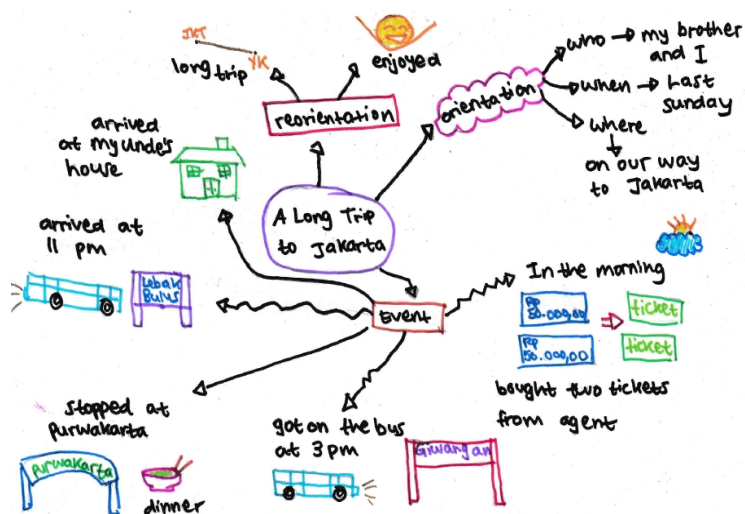 A Long Trip
to Jakarta
reorientation
JKT
YK
long trip
enjoyed
orientation
who
my brother
and I
when
Last
Sunday
where
on our way
to Jakarta
Event
In the morning
Rp
50.000,00
ticket
Rp
50.000,00
ticket
bought two tickets
from agent
got on the bus
at 3 pm
Giwangan
stopped at
purwakarta
purwakarta
dinner
arrived at
11 pm
Lebak
Bulus
arrived
at my uncle's
house